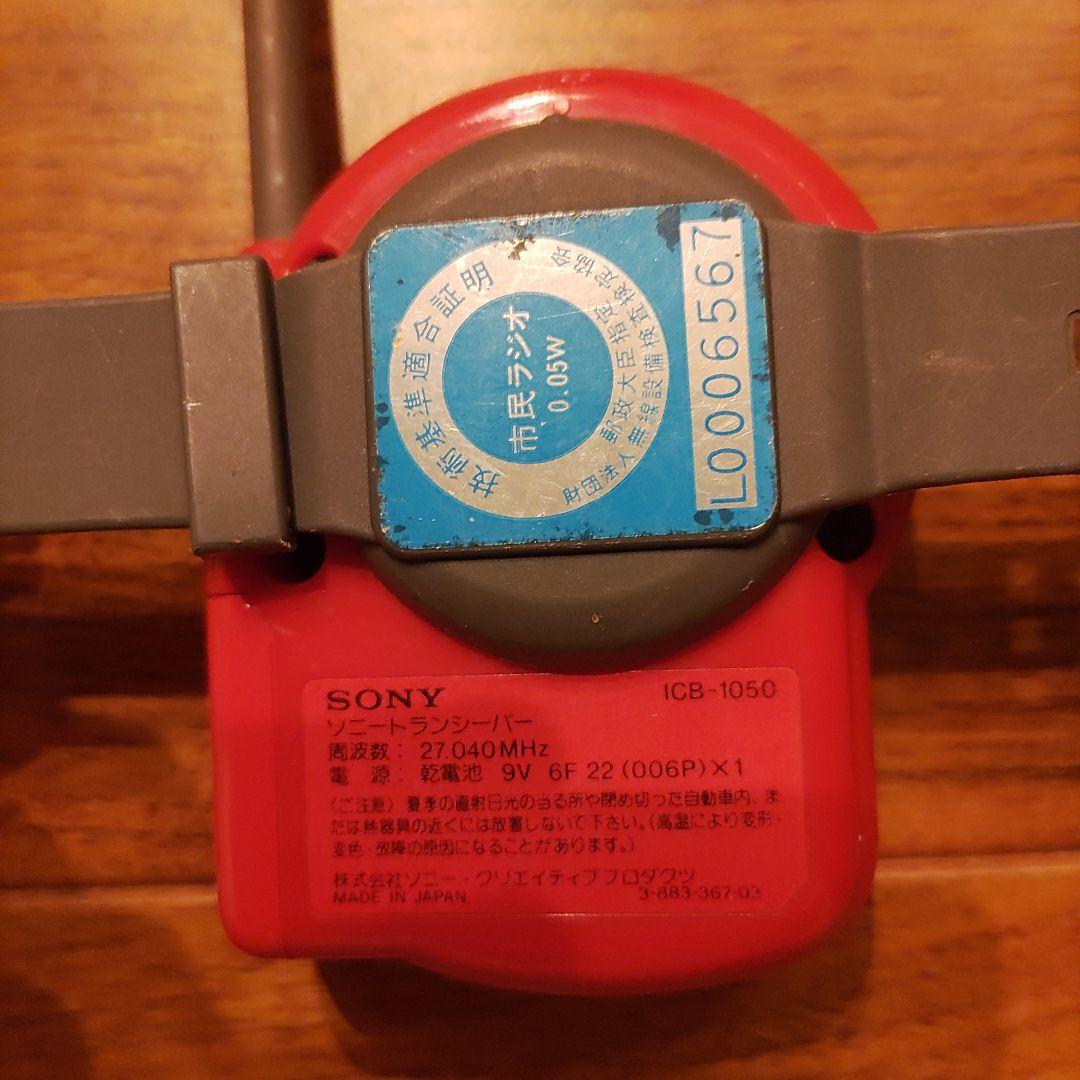 技術基準適合証明
市民ラジオ
0.05W
郵政大臣指定
財団法人無線設備検査検定協会
L0006567
SONY
ICB-1050
ソニートランシーバー
周波数: 27.040MHz
電 源: 乾電池 9V 6F 22 (006P)×1
〈ご注意〉夏季の直射日光の当る所や閉め切った自動車内、ま
たは熱器具の近くには放置しないで下さい。(高温により変形・
変色・故障の原因になることがあります。)
株式会社ソニー・クリエイティブプロダクツ
MADE IN JAPAN
3-883-367-03